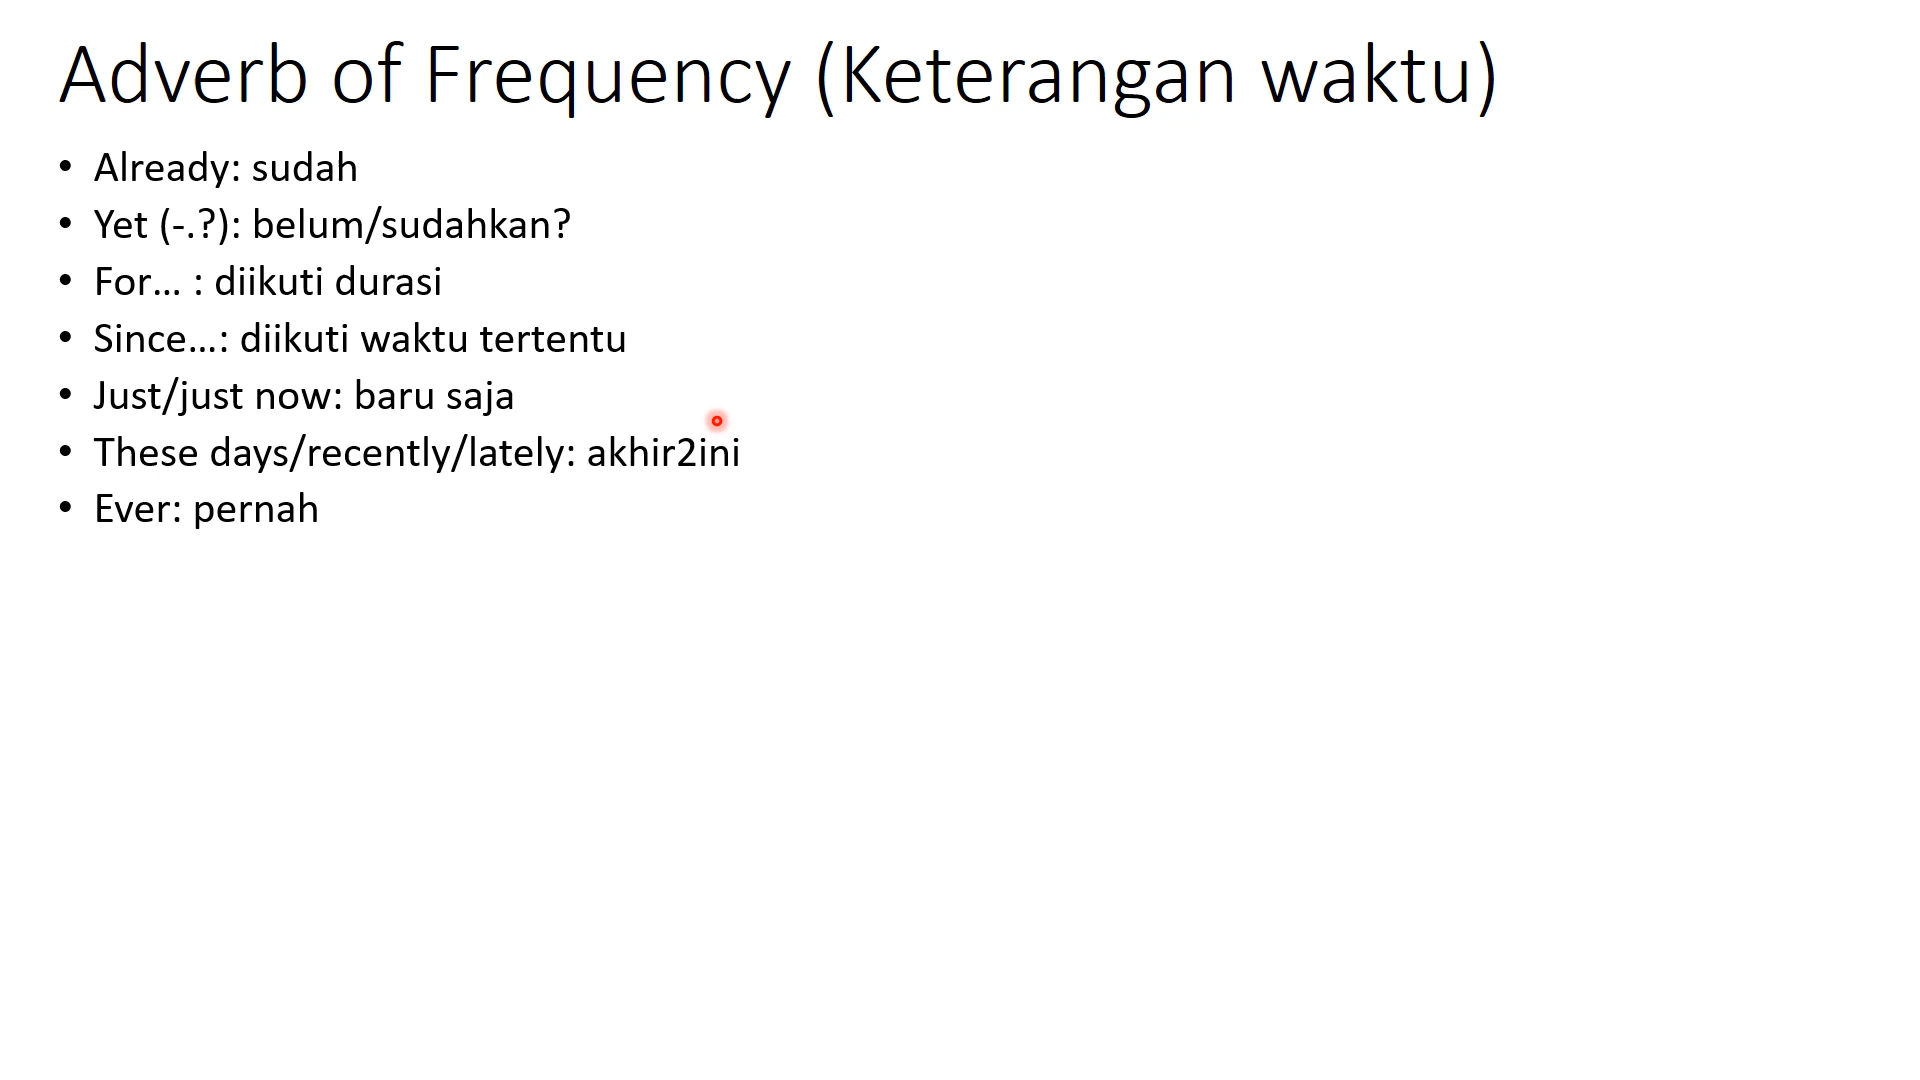 Adverb of Frequency (Keterangan waktu)
• Already: sudah
• Yet (-.?): belum/sudahkan?
• For... : diikuti durasi
• Since...: diikuti waktu tertentu
• Just/just now: baru saja
• These days/recently/lately: akhir2ini
• Ever: pernah